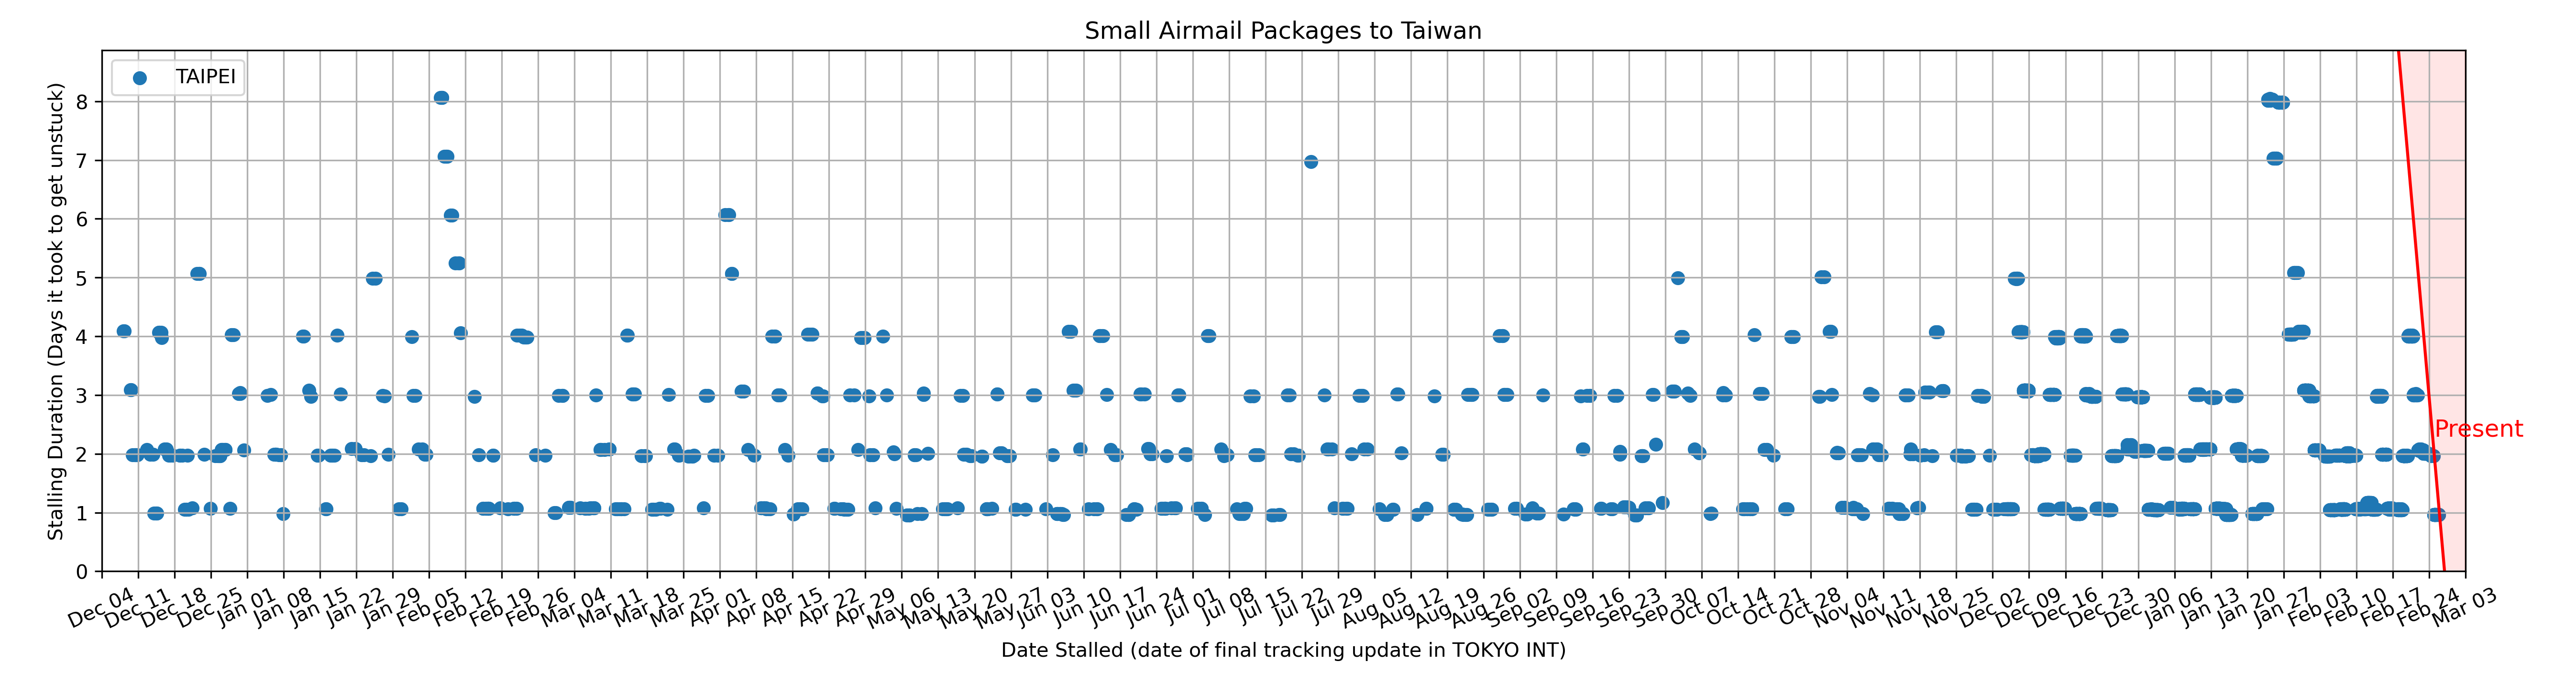 Small Airmail Packages to Taiwan
TAIPEI
Stalling Duration (Days it took to get unstuck)
8
7
6
5
4
3
2
1
0
Present
Dec 04 Dec 11 Dec 18 Dec 25 Jan 01 Jan 08 Jan 15 Jan 22 Jan 29 Feb 05 Feb 12 Feb 19 Feb 26 Mar 04 Mar 11 Mar 18 Mar 25 Apr 01 Apr 08 Apr 15 Apr 22 Apr 29 May 06 May 13 May 20 May 27 Jun 03 Jun 10 Jun 17 Jun 24 Jul 01 Jul 08 Jul 15 Jul 22 Jul 29 Aug 05 Aug 12 Aug 19 Aug 26 Sep 02 Sep 09 Sep 16 Sep 23 Sep 30 Oct 07 Oct 14 Oct 21 Oct 28 Nov 04 Nov 11 Nov 18 Nov 25 Dec 02 Dec 09 Dec 16 Dec 23 Dec 30 Jan 06 Jan 13 Jan 20 Jan 27 Feb 03 Feb 10 Feb 17 Feb 24 Mar 03
Date Stalled (date of final tracking update in TOKYO INT)